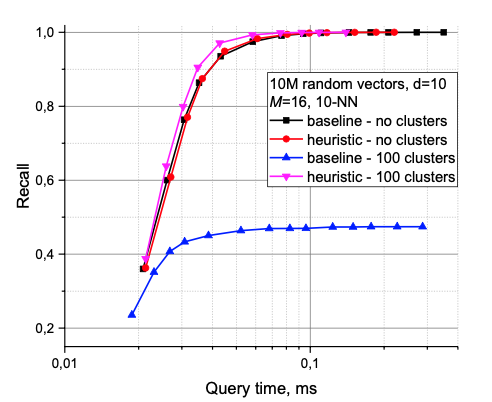 1,0
0,8
0,6
0,4
0,2
Recall
10M random vectors, d=10
M=16, 10-NN
baseline - no clusters
heuristic - no clusters
baseline - 100 clusters
heuristic - 100 clusters
0,01
0,1
Query time, ms